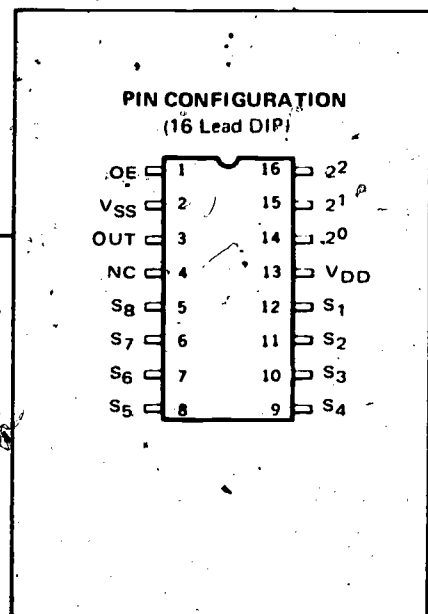 PIN CONFIGURATION
(16 Lead DIP)
OE 1 16 2²
VSS 2 15 2¹
OUT 3 14 2⁰
NC 4 13 VDD
S8 5 12 S1
S7 6 11 S2
S6 7 10 S3
S5 8 9 S4